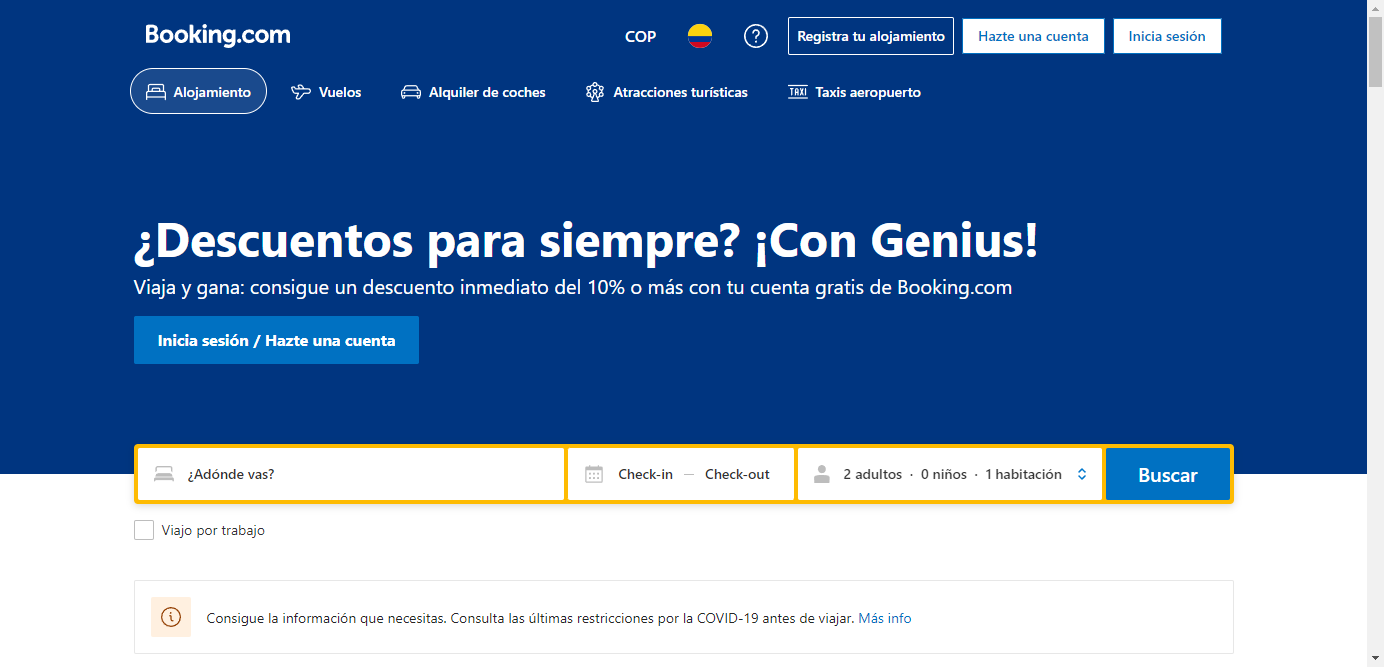 Booking.com
COP
Registra tu alojamiento
Hazte una cuenta
Inicia sesión
Alojamiento
Vuelos
Alquiler de coches
Atracciones turísticas
TAXI
Taxis aeropuerto
¿Descuentos para siempre? ¡Con Genius!
Viaja y gana: consigue un descuento inmediato del 10% o más con tu cuenta gratis de Booking.com
Inicia sesión / Hazte una cuenta
¿Adónde vas?
Check-in — Check-out
2 adultos · 0 niños · 1 habitación
Buscar
Viajo por trabajo
Consigue la información que necesitas. Consulta las últimas restricciones por la COVID-19 antes de viajar. Más info